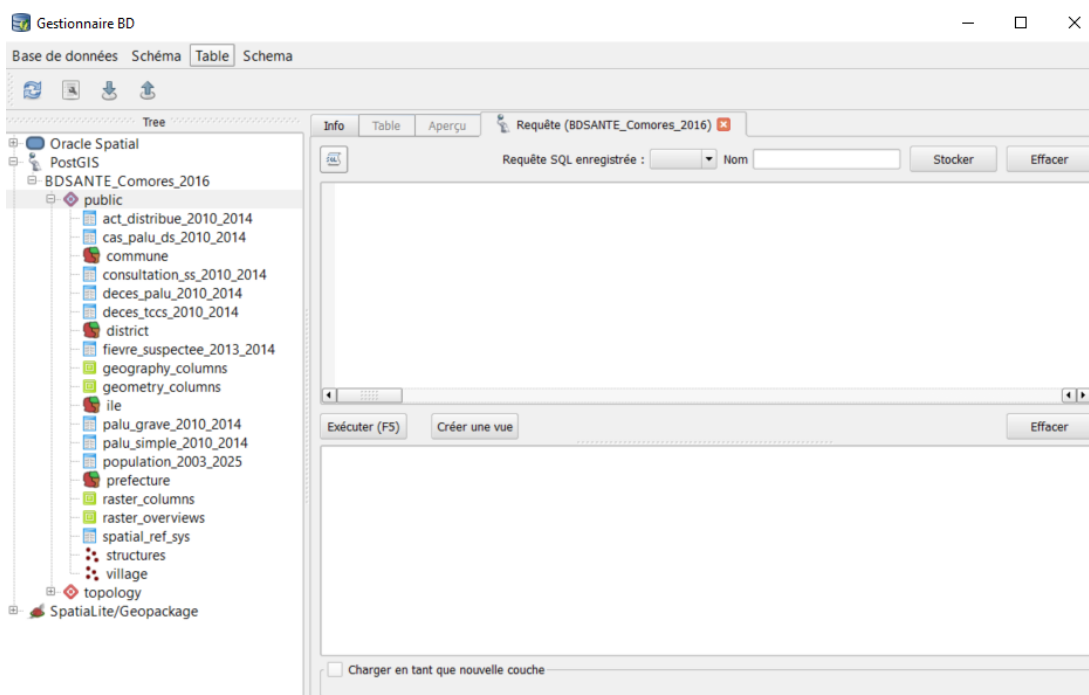 Gestionnaire BD
Base de données Schéma Table Schema
Tree
Oracle Spatial
PostGIS
BDSANTE_Comores_2016
public
act_distribue_2010_2014
cas_palu_ds_2010_2014
commune
consultation_ss_2010_2014
deces_palu_2010_2014
deces_tccs_2010_2014
district
fievre_suspectee_2013_2014
geography_columns
geometry_columns
ile
palu_grave_2010_2014
palu_simple_2010_2014
population_2003_2025
prefecture
raster_columns
raster_overviews
spatial_ref_sys
structures
village
topology
SpatiaLite/Geopackage
Info Table Aperçu Requête (BDSANTE_Comores_2016)
Requête SQL enregistrée : Nom Stocker Effacer
Exécuter (F5) Créer une vue Effacer
Charger en tant que nouvelle couche